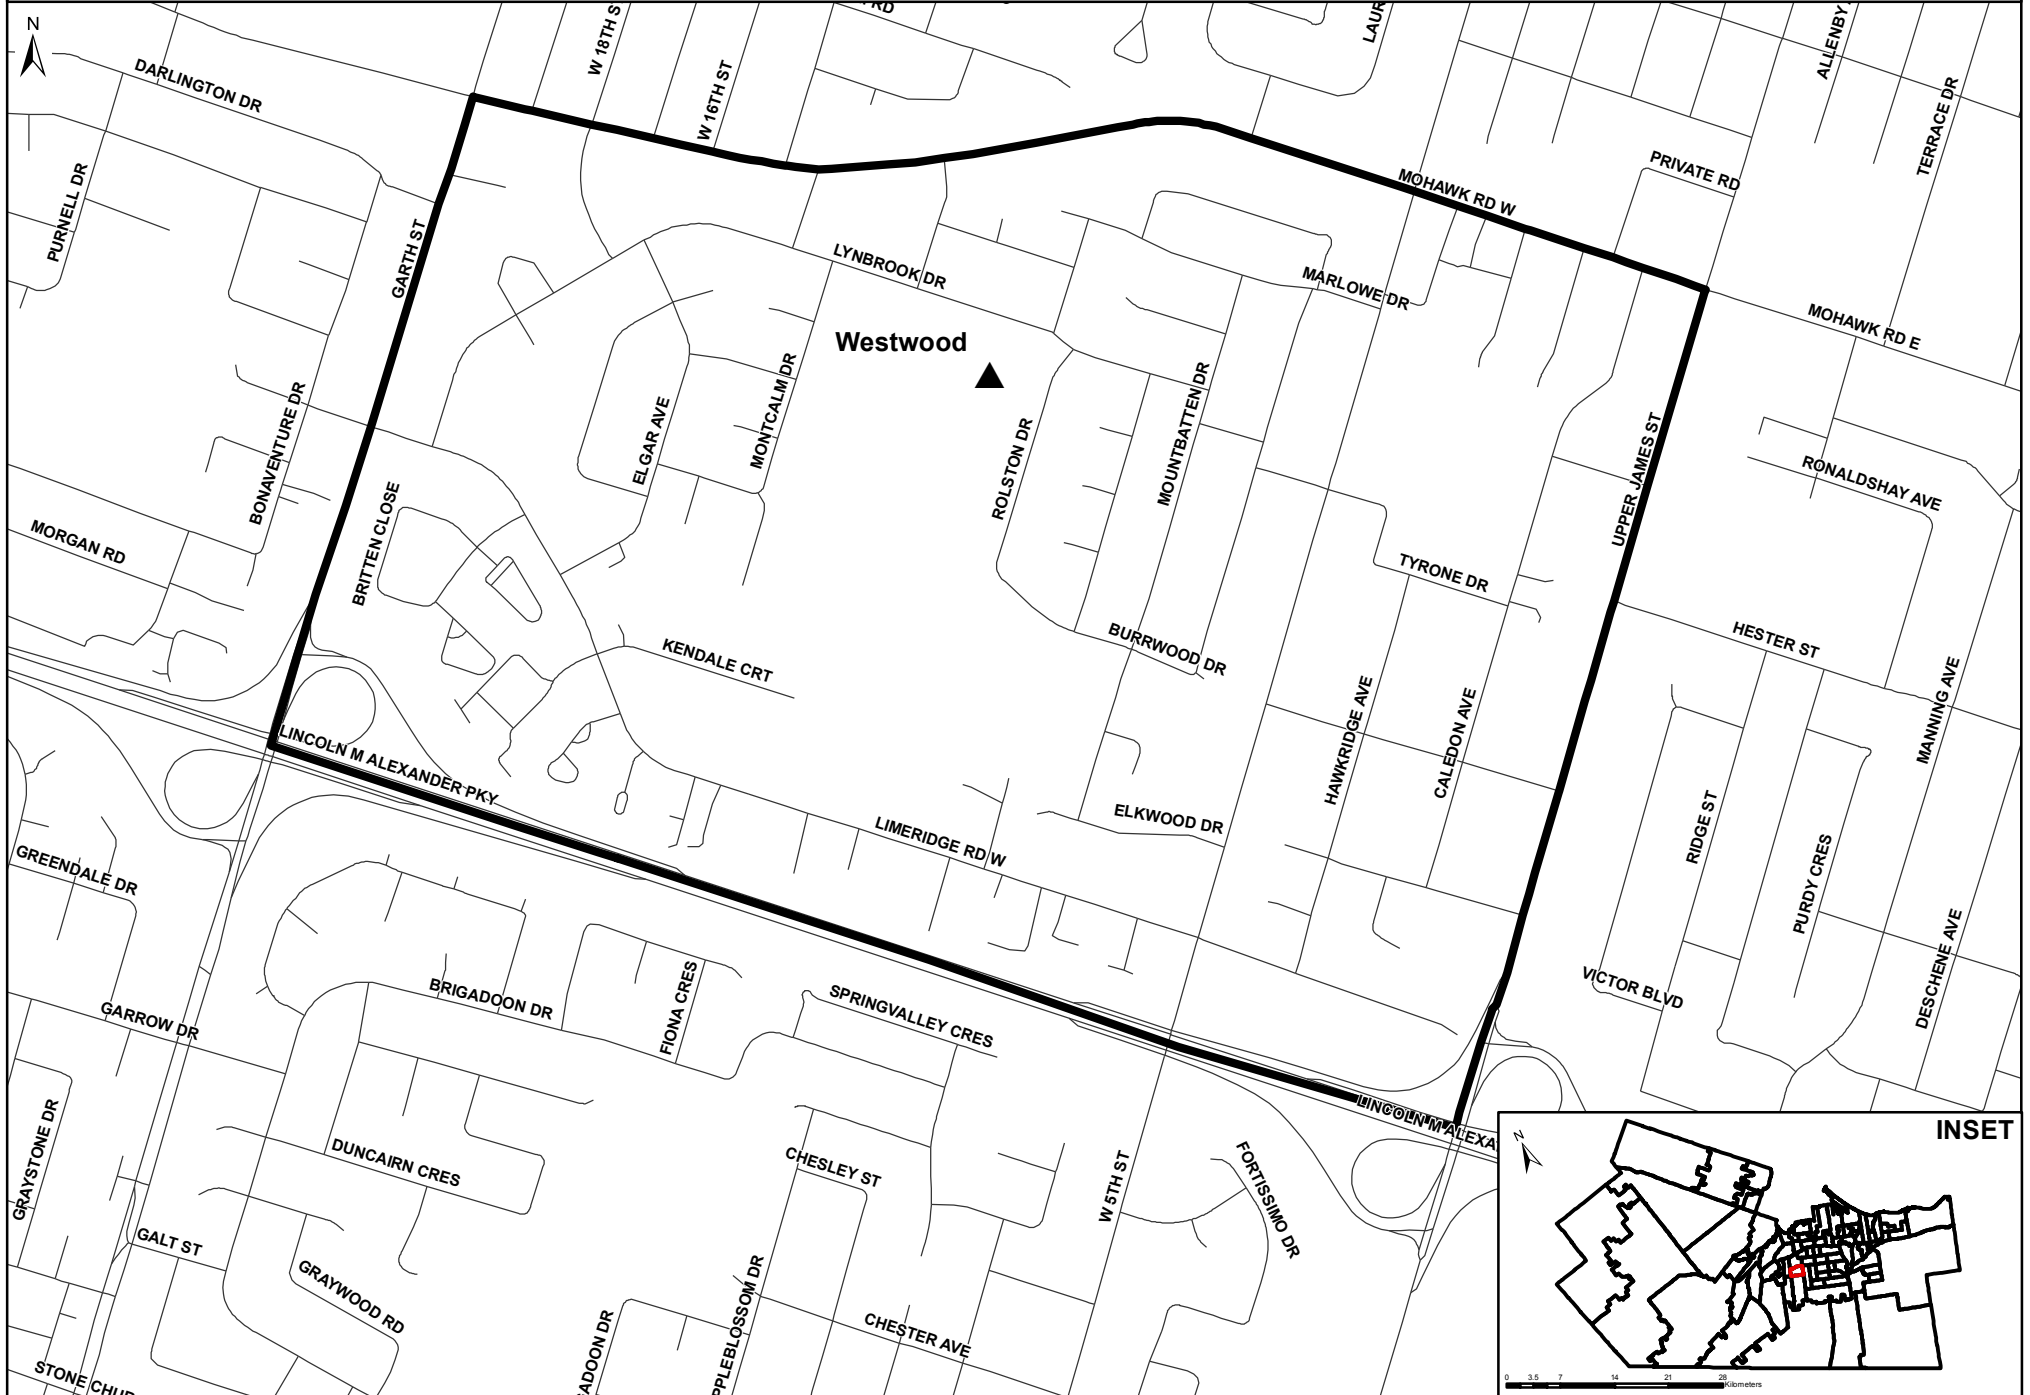 N
W 18TH S
RD
LAUR
ALLENBY
DARLINGTON DR
W 16TH ST
TERRACE DR
PURNELL DR
PRIVATE RD
MOHAWK RD W
GARTH ST
LYNBROOK DR
MARLOWE DR
MOHAWK RD E
Westwood
BONAVENTURE DR
ELGAR AVE
MONTCALM DR
ROLSTON DR
MOUNTBATTEN DR
UPPER JAMES ST
RONALDSHAY AVE
MORGAN RD
BRITTEN CLOSE
TYRONE DR
HESTER ST
BURRWOOD DR
KENDALE CRT
MANNING AVE
HAWKRIDGE AVE
CALEDON AVE
LINCOLN M ALEXANDER PKY
ELKWOOD DR
LIMERIDGE RD W
RIDGE ST
PURDY CRES
GREENDALE DR
DESCHENE AVE
VICTOR BLVD
BRIGADOON DR
FIONA CRES
SPRINGVALLEY CRES
GARROW DR
LINCOLN M ALEXA
GRAYSTONE DR
DUNCAIRN CRES
CHESLEY ST
W 5TH ST
FORTISSIMO DR
GALT ST
GRAYWOOD RD
ADOON DR
PPLEBLOSSOM DR
CHESTER AVE
STONE CHUR
INSET
N
0 3.5 7 14 21 28
Kilometers